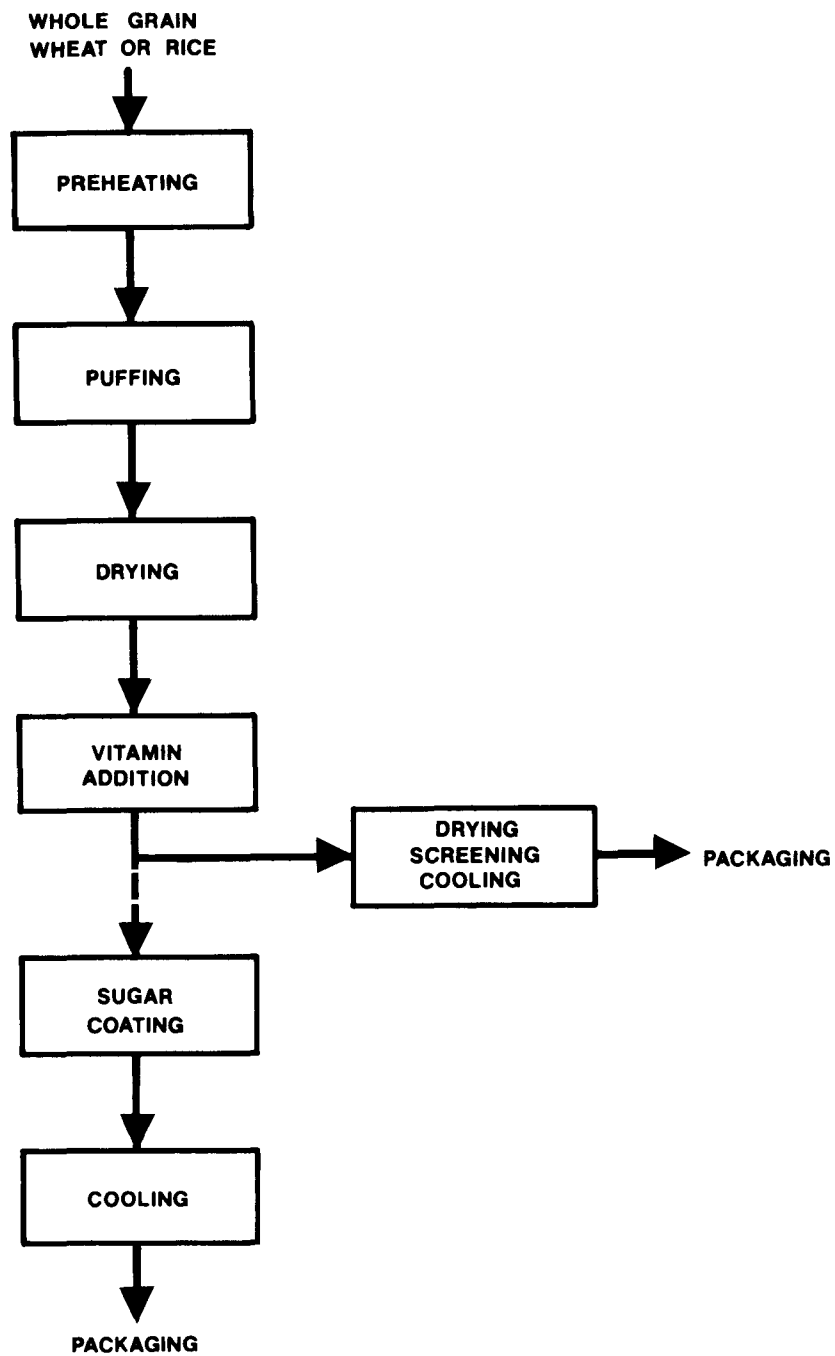 WHOLE GRAIN
WHEAT OR RICE
PREHEATING
PUFFING
DRYING
VITAMIN
ADDITION
DRYING
SCREENING
COOLING
PACKAGING
SUGAR
COATING
COOLING
PACKAGING